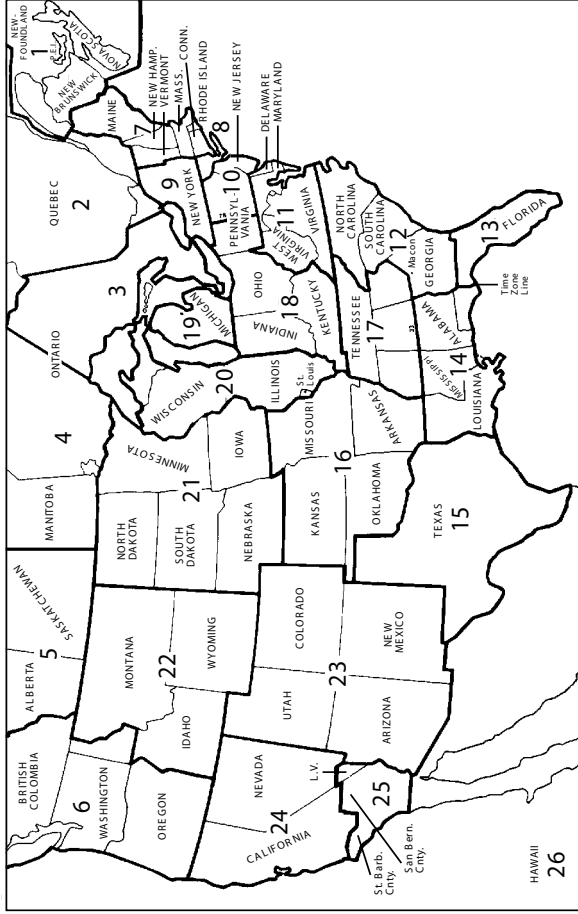 BRITISH
COLOMBIA
ALBERTA
SASKATCHEWAN
5
MANITOBA
4
ONTARIO
3
QUEBEC
2
NEW-
FOUNDLAND
1
P.E.I.
NOVA SCOTIA
NEW
BRUNSWICK
6
WASHINGTON
OREGON
IDAHO
MONTANA
22
WYOMING
NORTH
DAKOTA
SOUTH
DAKOTA
21
NEBRASKA
MINNESOTA
IOWA
WISCONSIN
20
ILLINOIS
St.
Louis
19
MICHIGAN
18
INDIANA
OHIO
KENTUCKY
MAINE
7
NEW HAMP.
VERMONT
MASS.
CONN.
RHODE ISLAND
8
9
NEW YORK
NEW JERSEY
10
PENNSYL-
VANIA
DELAWARE
MARYLAND
11
WEST
VIRGINIA
VIRGINIA
NEVADA
24
CALIFORNIA
L.V.
25
San Bern.
Cnty.
St. Barb.
Cnty.
UTAH
COLORADO
23
ARIZONA
NEW
MEXICO
KANSAS
MISSOURI
16
OKLAHOMA
ARKANSAS
TEXAS
15
TENNESSEE
17
NORTH
CAROLINA
SOUTH
CAROLINA
12
Macon
GEORGIA
LOUISIANA
MISSISSIPPI
14
ALABAMA
Time
Zone
Line
13
FLORIDA
HAWAII
26